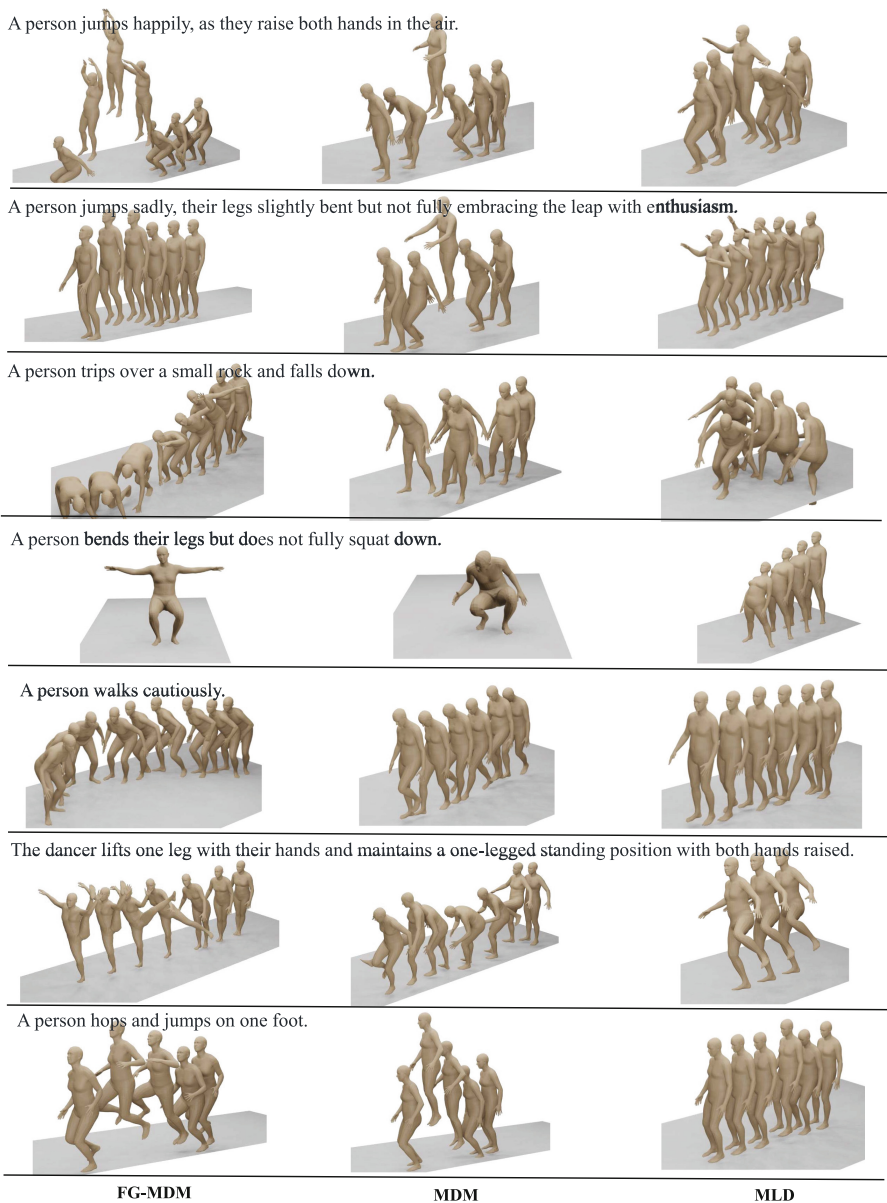 A person jumps happily, as they raise both hands in the air.
A person jumps sadly, their legs slightly bent but not fully embracing the leap with enthusiasm.
A person trips over a small rock and falls down.
A person bends their legs but does not fully squat down.
A person walks cautiously.
The dancer lifts one leg with their hands and maintains a one-legged standing position with both hands raised.
A person hops and jumps on one foot.
FG-MDM MDM MLD